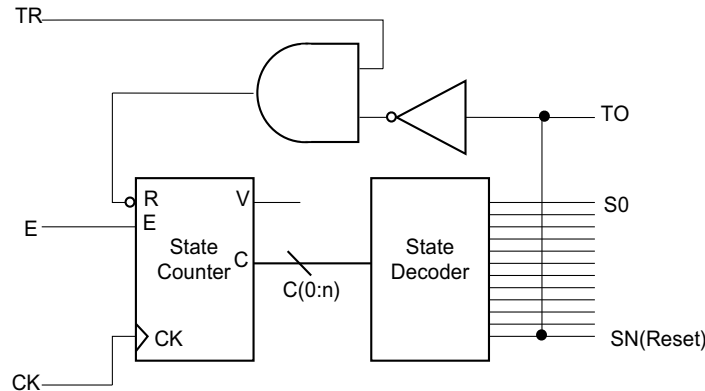 TR
TO
R
V
S0
E
E
State
Counter
C
State
Decoder
C(0:n)
CK
SN(Reset)
CK